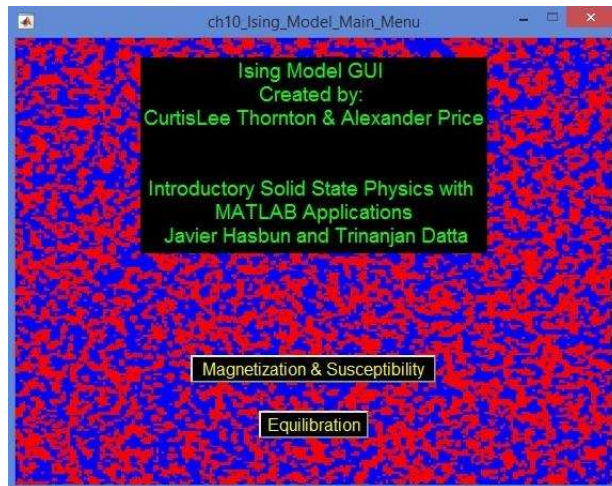 ch10_Ising_Model_Main_Menu
Ising Model GUI
Created by:
CurtisLee Thornton & Alexander Price
Introductory Solid State Physics with
MATLAB Applications
Javier Hasbun and Trinanjan Datta
Magnetization & Susceptibility
Equilibration